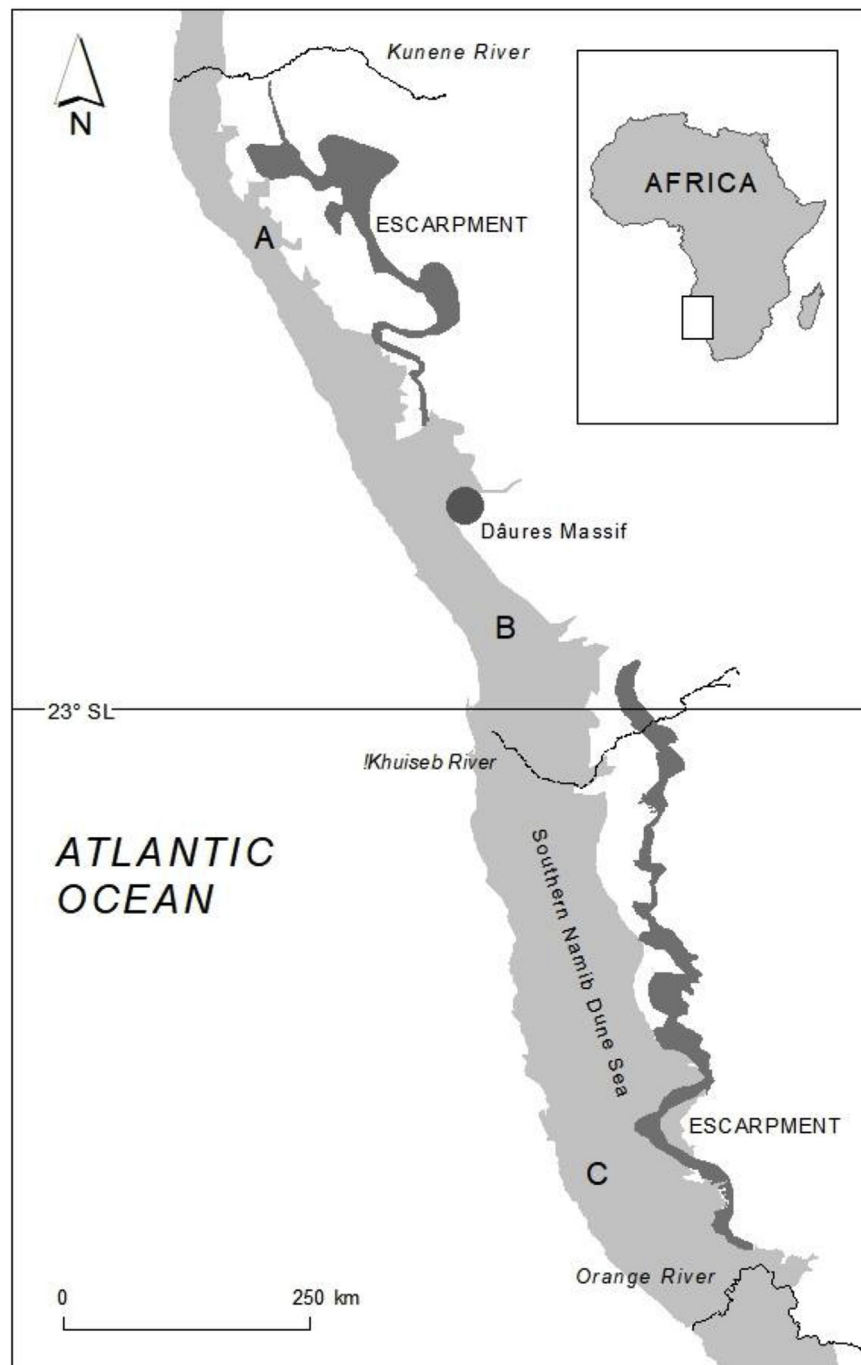 Kunene River
N
AFRICA
ESCARPMENT
A
Dâures Massif
B
23° SL
!Khuiseb River
ATLANTIC
OCEAN
Southern Namib Dune Sea
ESCARPMENT
C
Orange River
0 250 km